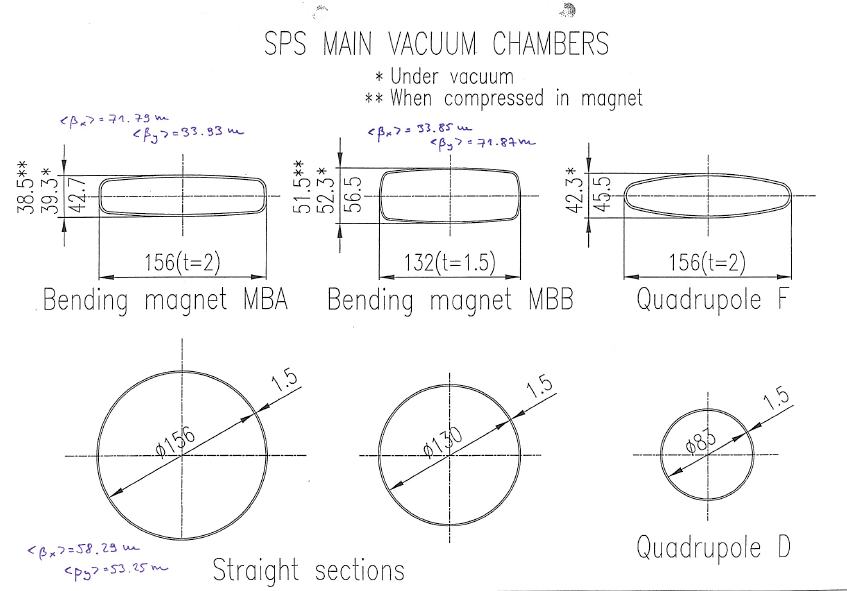 SPS MAIN VACUUM CHAMBERS
* Under vacuum
** When compressed in magnet
<βx>=71.79 m
<βy>=33.93 m
<βx>= 33.85 m
<βy>=71.87 m
38.5**
39.3*
42.7
51.5**
52.3*
56.5
42.3*
45.5
156(t=2)
132(t=1.5)
156(t=2)
Bending magnet MBA
Bending magnet MBB
Quadrupole F
1.5
1.5
1.5
ø156
ø130
ø83
<βx>=58.29 m
<βy>=53.25 m
Straight sections
Quadrupole D